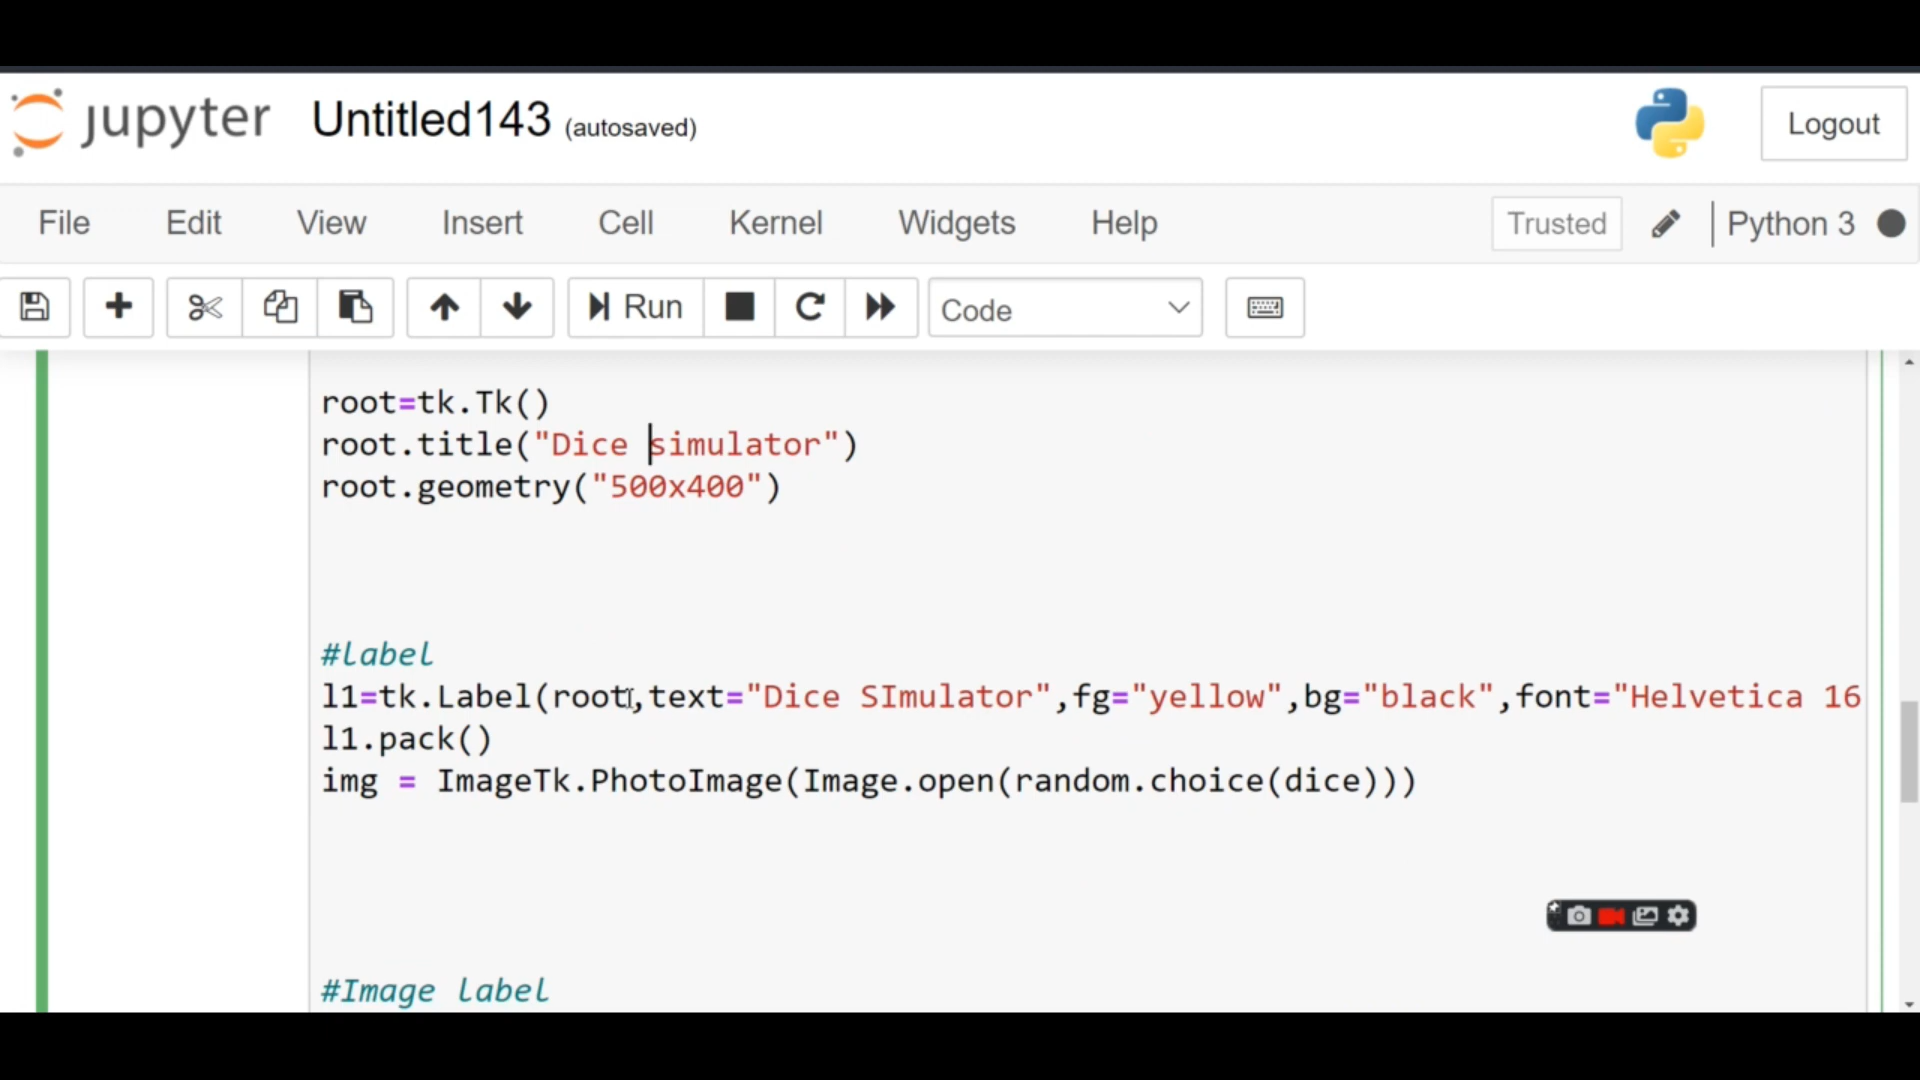 jupyter Untitled143 (autosaved) Logout
File Edit View Insert Cell Kernel Widgets Help Trusted Python 3
Run Code
root=tk.Tk()
root.title("Dice simulator")
root.geometry("500x400")
#label
l1=tk.Label(root,text="Dice SImulator",fg="yellow",bg="black",font="Helvetica 16
l1.pack()
img = ImageTk.PhotoImage(Image.open(random.choice(dice)))
#Image label